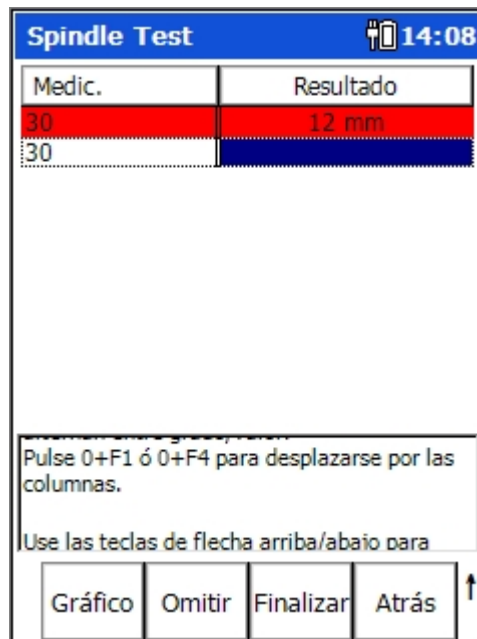 Spindle Test 14:08
Medic. Resultado
30 12 mm
30
Pulse 0+F1 ó 0+F4 para desplazarse por las
columnas.
Use las teclas de flecha arriba/abajo para
Gráfico Omitir Finalizar Atrás